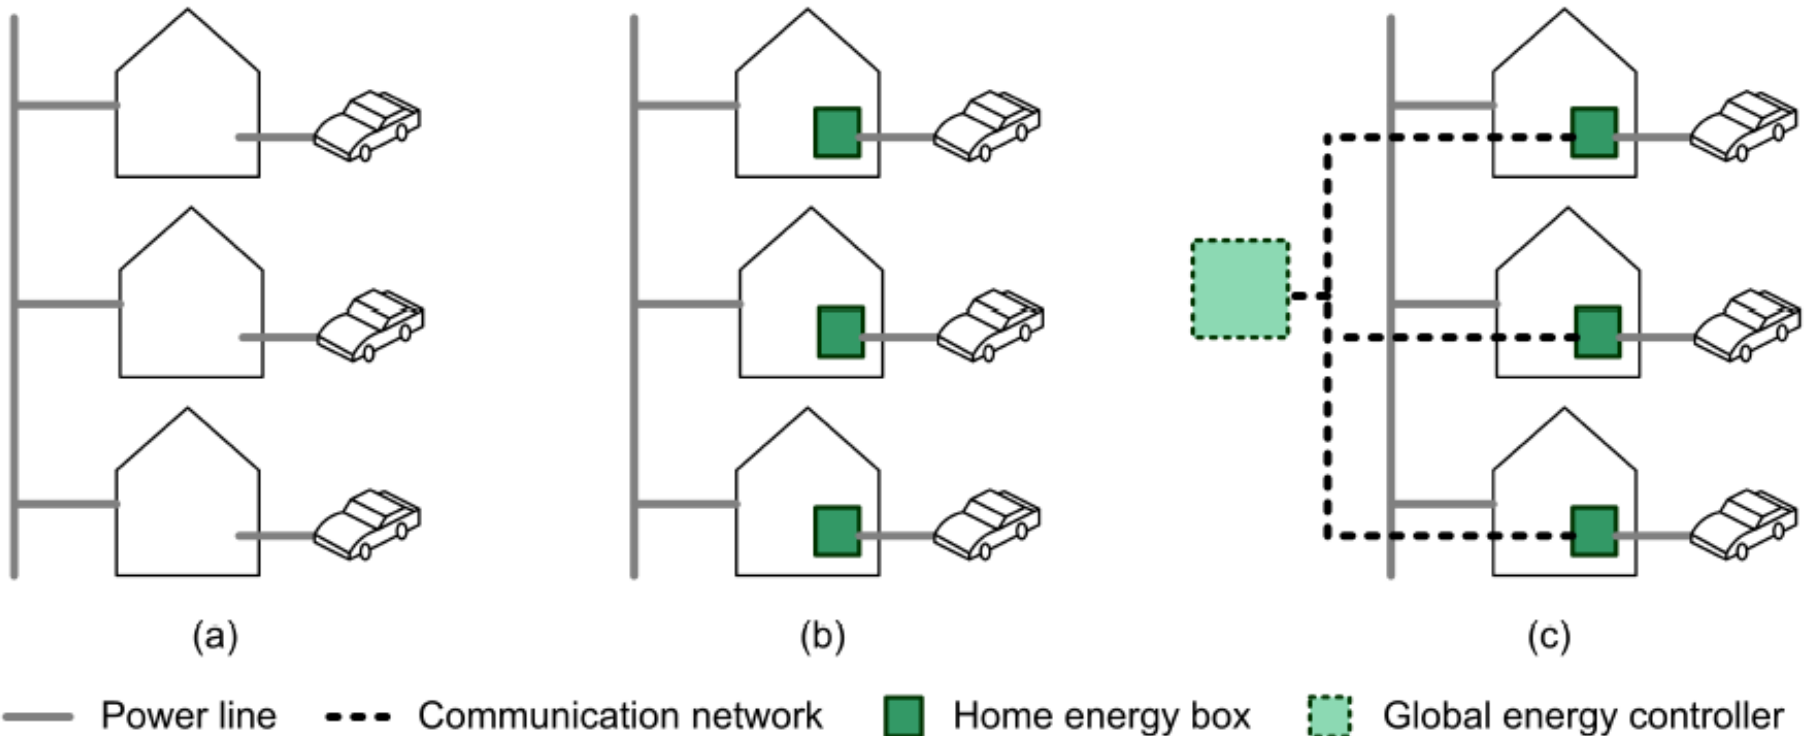 (a)
(b)
(c)
Power line
Communication network
Home energy box
Global energy controller